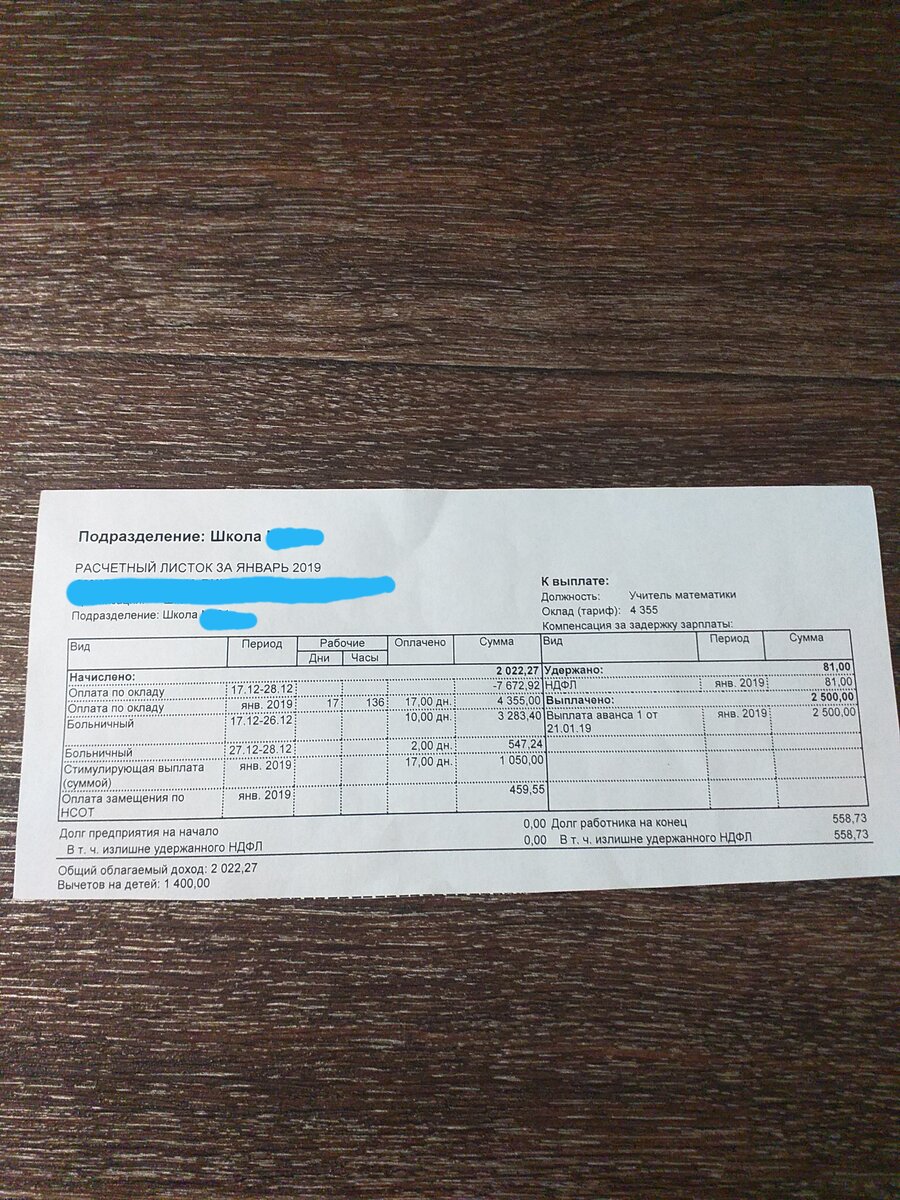 Подразделение: Школа
РАСЧЕТНЫЙ ЛИСТОК ЗА ЯНВАРЬ 2019
Подразделение: Школа
К выплате:
Должность: Учитель математики
Оклад (тариф): 4 355
Компенсация за задержку зарплаты:
Вид Период Рабочие Оплачено Сумма Вид Период Сумма
Дни Часы
Начислено: 2 022,27 Удержано: 81,00
Оплата по окладу 17.12-28.12 -7 672,92 НДФЛ янв. 2019 81,00
Оплата по окладу янв. 2019 17 136 17,00 дн. 4 355,00 Выплачено: 2 500,00
Больничный 17.12-26.12 10,00 дн. 3 283,40 Выплата аванса 1 от янв. 2019 2 500,00
21.01.19
Больничный 27.12-28.12 2,00 дн. 547,24
Стимулирующая выплата янв. 2019 17,00 дн. 1 050,00
(суммой)
Оплата замещения по янв. 2019 459,55
НСОТ
Долг предприятия на начало 0,00 Долг работника на конец 558,73
В т. ч. излишне удержанного НДФЛ 0,00 В т. ч. излишне удержанного НДФЛ 558,73
Общий облагаемый доход: 2 022,27
Вычетов на детей: 1 400,00